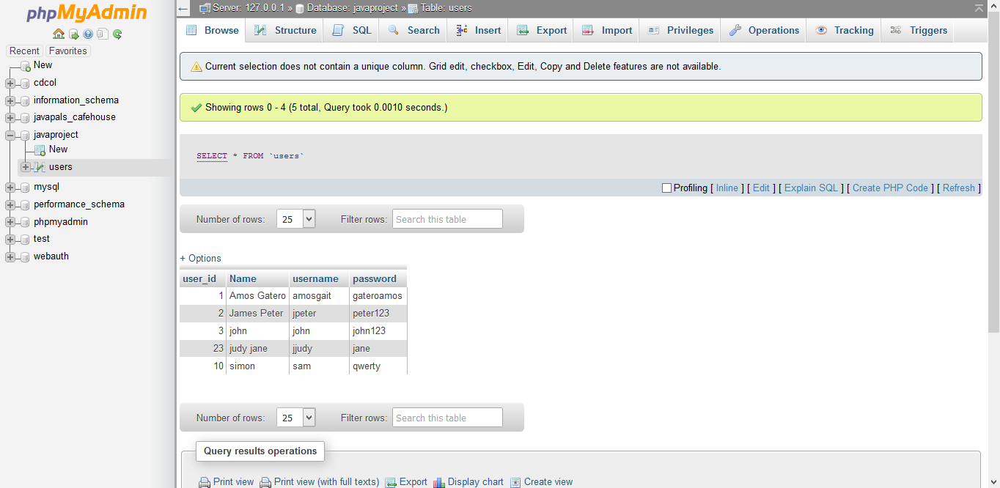 phpMyAdmin
Recent Favorites
New
cdcol
information_schema
javapals_cafehouse
javaproject
New
users
mysql
performance_schema
phpmyadmin
test
webauth
Server: 127.0.0.1 » Database: javaproject » Table: users
Browse Structure SQL Search Insert Export Import Privileges Operations Tracking Triggers
Current selection does not contain a unique column. Grid edit, checkbox, Edit, Copy and Delete features are not available.
Showing rows 0 - 4 (5 total, Query took 0.0010 seconds.)
SELECT * FROM `users`
Profiling [ Inline ] [ Edit ] [ Explain SQL ] [ Create PHP Code ] [ Refresh ]
Number of rows: 25 Filter rows: Search this table
+ Options
user_id Name username password
1 Amos Gatero amosgait gateroamos
2 James Peter jpeter peter123
3 john john john123
23 judy jane jjudy jane
10 simon sam qwerty
Number of rows: 25 Filter rows: Search this table
Query results operations
Print view Print view (with full texts) Export Display chart Create view